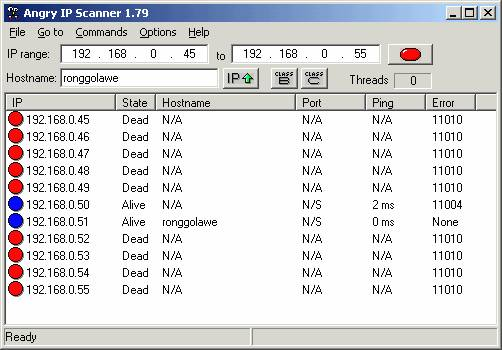 Angry IP Scanner 1.79
File Go to Commands Options Help
IP range: 192 . 168 . 0 . 45 to 192 . 168 . 0 . 55
Hostname: ronggolawe IP CLASS B CLASS C Threads 0
IP State Hostname Port Ping Error
192.168.0.45 Dead N/A N/A N/A 11010
192.168.0.46 Dead N/A N/A N/A 11010
192.168.0.47 Dead N/A N/A N/A 11010
192.168.0.48 Dead N/A N/A N/A 11010
192.168.0.49 Dead N/A N/A N/A 11010
192.168.0.50 Alive N/A N/S 2 ms 11004
192.168.0.51 Alive ronggolawe N/S 0 ms None
192.168.0.52 Dead N/A N/A N/A 11010
192.168.0.53 Dead N/A N/A N/A 11010
192.168.0.54 Dead N/A N/A N/A 11010
192.168.0.55 Dead N/A N/A N/A 11010
Ready